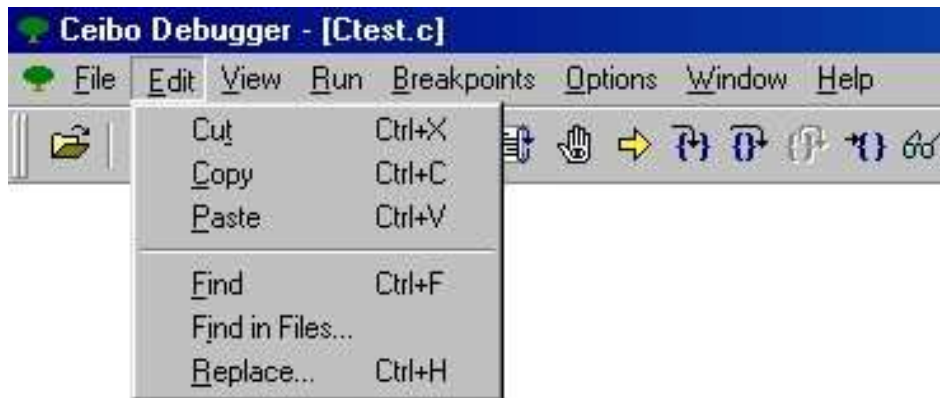 Ceibo Debugger - [Ctest.c]
File Edit View Run Breakpoints Options Window Help
Cut Ctrl+X
Copy Ctrl+C
Paste Ctrl+V
Find Ctrl+F
Find in Files...
Replace... Ctrl+H